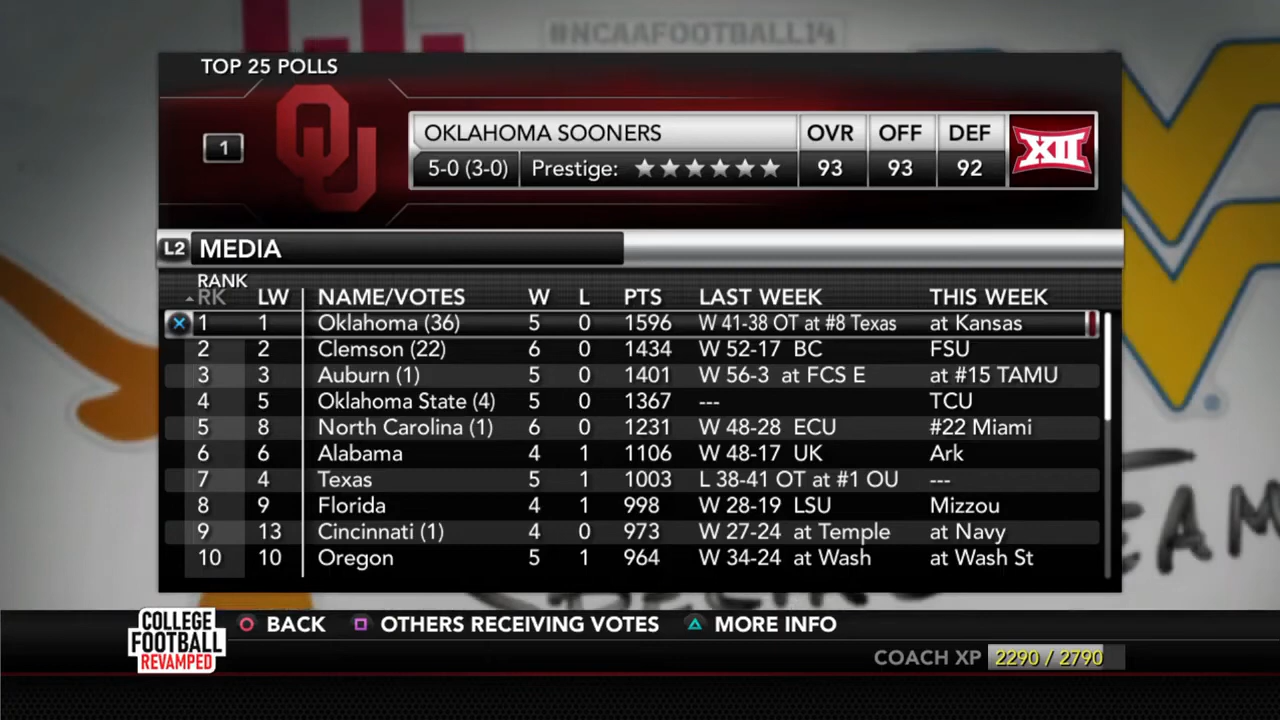 #NCAAFOOTBALL14
TOP 25 POLLS
1
OKLAHOMA SOONERS OVR OFF DEF XII
5-0 (3-0) Prestige: ★★★★★★ 93 93 92
L2 MEDIA
RANK
RK LW NAME/VOTES W L PTS LAST WEEK THIS WEEK
1 1 Oklahoma (36) 5 0 1596 W 41-38 OT at #8 Texas at Kansas
2 2 Clemson (22) 6 0 1434 W 52-17 BC FSU
3 3 Auburn (1) 5 0 1401 W 56-3 at FCS E at #15 TAMU
4 5 Oklahoma State (4) 5 0 1367 --- TCU
5 8 North Carolina (1) 6 0 1231 W 48-28 ECU #22 Miami
6 6 Alabama 4 1 1106 W 48-17 UK Ark
7 4 Texas 5 1 1003 L 38-41 OT at #1 OU ---
8 9 Florida 4 1 998 W 28-19 LSU Mizzou
9 13 Cincinnati (1) 4 0 973 W 27-24 at Temple at Navy
10 10 Oregon 5 1 964 W 34-24 at Wash at Wash St
COLLEGE
FOOTBALL
REVAMPED
BACK OTHERS RECEIVING VOTES MORE INFO
COACH XP 2290 / 2790